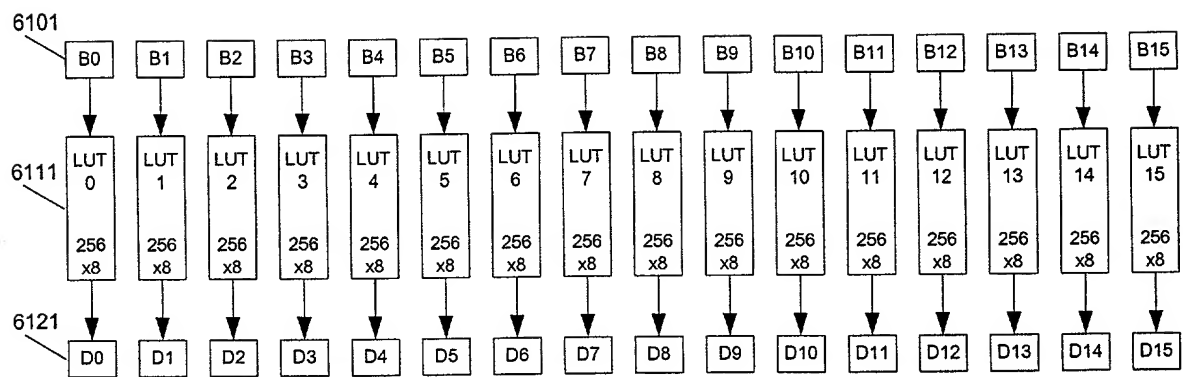 6101
B0 B1 B2 B3 B4 B5 B6 B7 B8 B9 B10 B11 B12 B13 B14 B15
6111
LUT LUT LUT LUT LUT LUT LUT LUT LUT LUT LUT LUT LUT LUT LUT LUT
0 1 2 3 4 5 6 7 8 9 10 11 12 13 14 15
256 256 256 256 256 256 256 256 256 256 256 256 256 256 256 256
x8 x8 x8 x8 x8 x8 x8 x8 x8 x8 x8 x8 x8 x8 x8 x8
6121
D0 D1 D2 D3 D4 D5 D6 D7 D8 D9 D10 D11 D12 D13 D14 D15